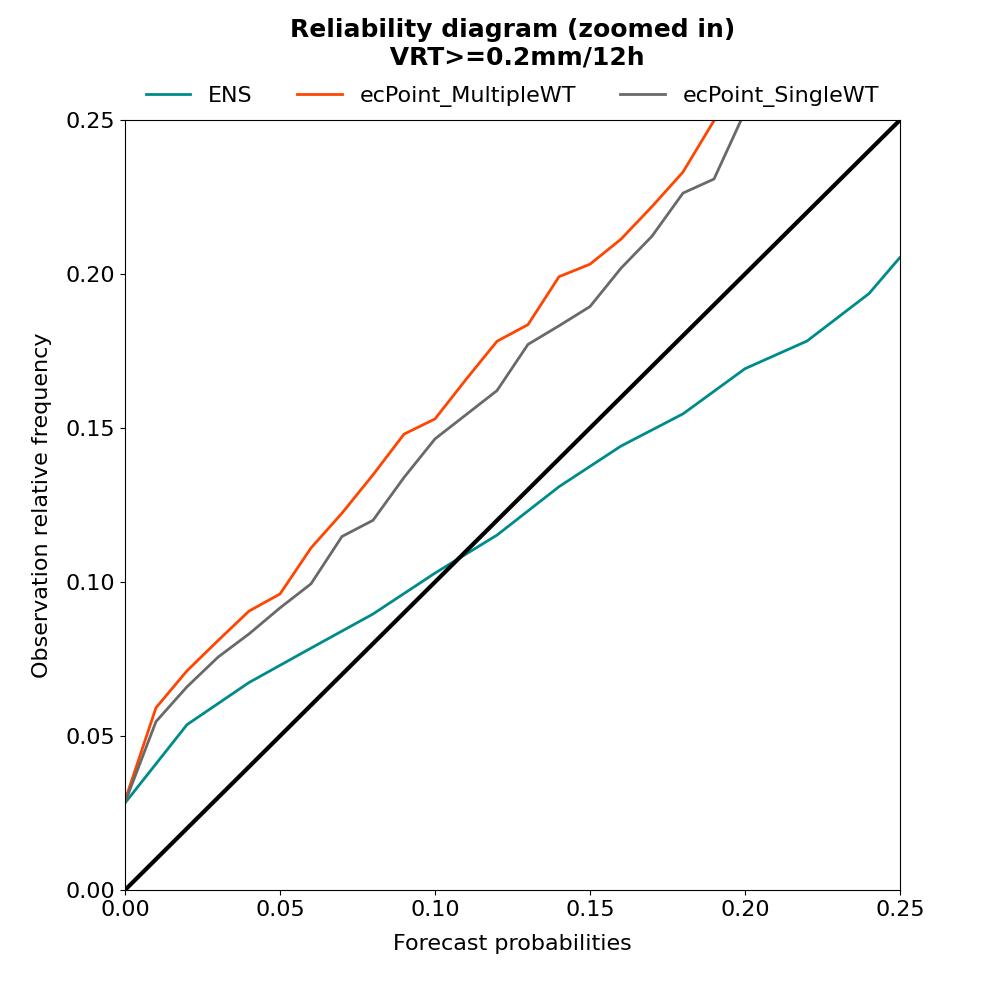 Reliability diagram (zoomed in)
VRT>=0.2mm/12h
ENS ecPoint_MultipleWT ecPoint_SingleWT
0.25
0.20
0.15
0.10
0.05
0.00
Observation relative frequency
0.00 0.05 0.10 0.15 0.20 0.25
Forecast probabilities